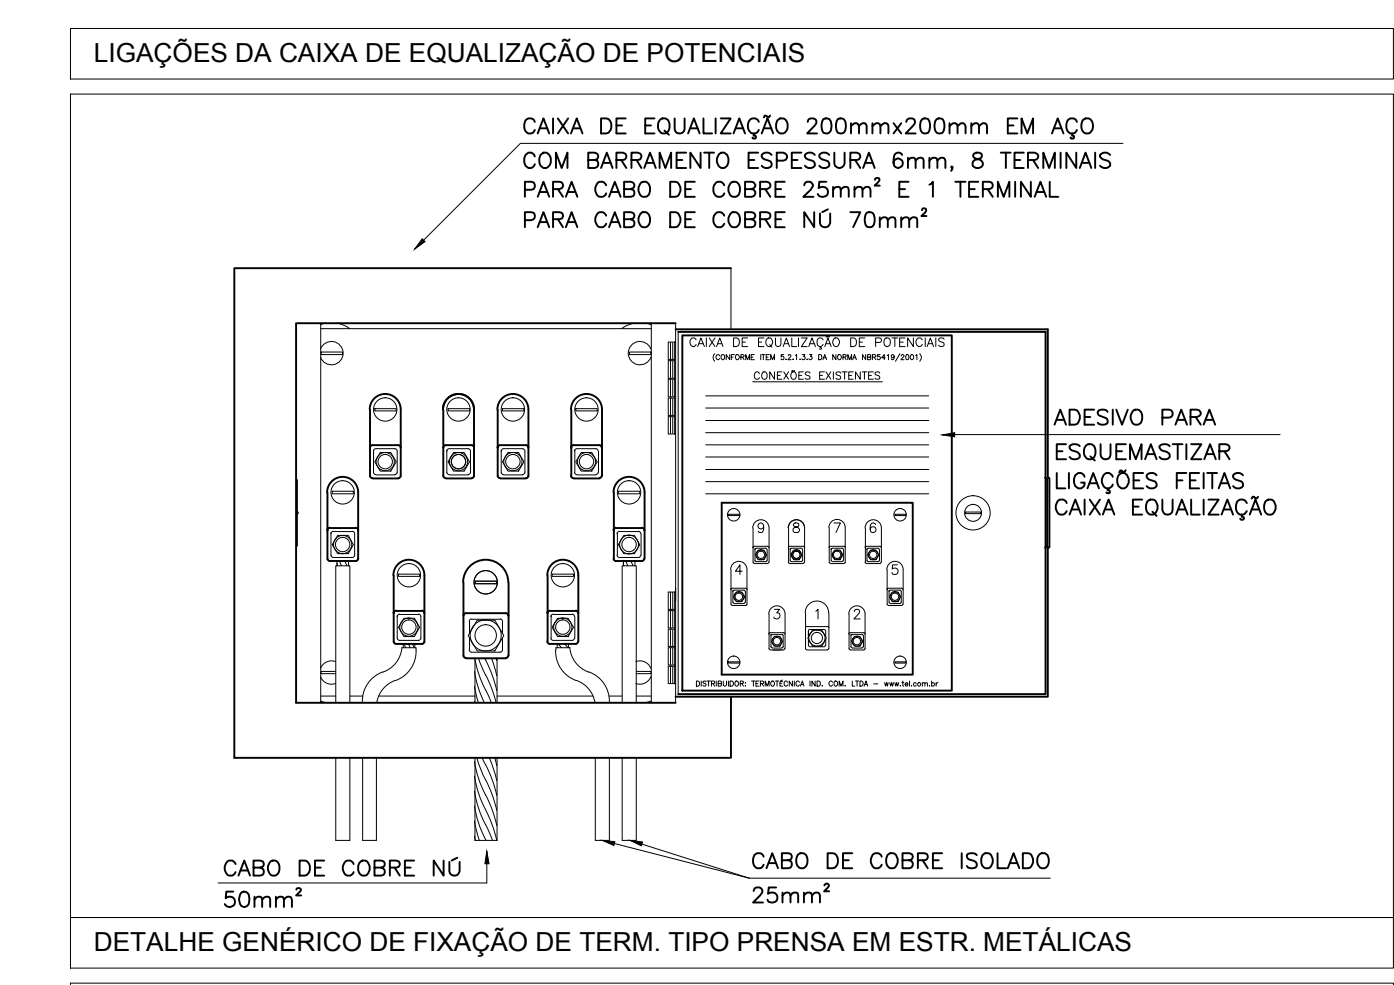 LIGAÇÕES DA CAIXA DE EQUALIZAÇÃO DE POTENCIAIS
CAIXA DE EQUALIZAÇÃO 200mmx200mm EM AÇO
COM BARRAMENTO ESPESSURA 6mm, 8 TERMINAIS
PARA CABO DE COBRE 25mm² E 1 TERMINAL
PARA CABO DE COBRE NÚ 70mm²
CAIXA DE EQUALIZAÇÃO DE POTENCIAIS
(CONFORME ITEM 5.2.1.3.3 DA NORMA NBR5419/2001)
CONEXÕES EXISTENTES
ADESIVO PARA
ESQUEMASTIZAR
LIGAÇÕES FEITAS
CAIXA EQUALIZAÇÃO
9 8 7 6
4 5
3 1 2
DISTRIBUIDOR: TERMOTÉCNICA IND. COM. LTDA – www.tel.com.br
CABO DE COBRE NÚ
50mm²
CABO DE COBRE ISOLADO
25mm²
DETALHE GENÉRICO DE FIXAÇÃO DE TERM. TIPO PRENSA EM ESTR. METÁLICAS